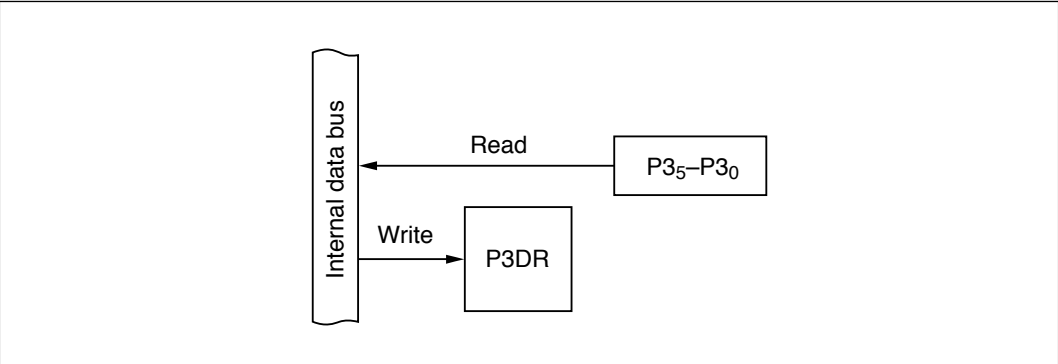 Internal data bus
Read
P3₅–P3₀
Write
P3DR